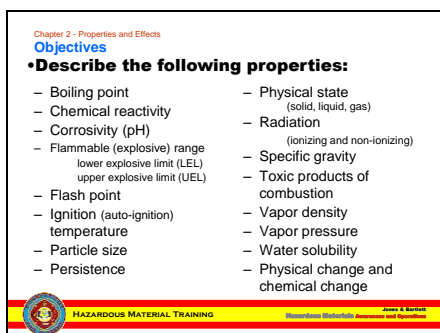 Chapter 2 - Properties and Effects
Objectives
•Describe the following properties:
– Boiling point
– Chemical reactivity
– Corrosivity (pH)
– Flammable (explosive) range
lower explosive limit (LEL)
upper explosive limit (UEL)
– Flash point
– Ignition (auto-ignition)
temperature
– Particle size
– Persistence
– Physical state
(solid, liquid, gas)
– Radiation
(ionizing and non-ionizing)
– Specific gravity
– Toxic products of
combustion
– Vapor density
– Vapor pressure
– Water solubility
– Physical change and
chemical change
HAZARDOUS MATERIAL TRAINING
Jones & Bartlett
Hazardous Materials Awareness and Operations